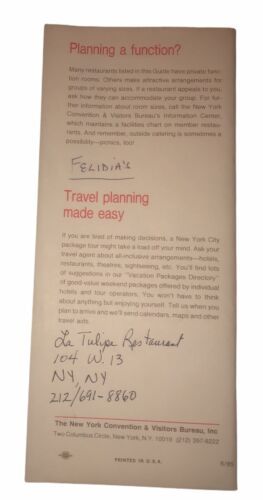 Planning a function?
Many restaurants listed in this Guide have private func-
tion rooms. Others make attractive arrangements for
groups of varying sizes. If a restaurant appeals to you
ask how they can accommodate your group. For fur-
ther information about room sizes, call the New York
Convention & Visitors Bureau's Information Center,
which maintains a facilities chart on member restau-
rants. And remember, outside catering is sometimes a
possibility—picnics, too!
FELIDIA'S
Travel planning
made easy
If you are tired of making decisions, a New York City
package tour might take a load off your mind. Ask your
travel agent about all-inclusive arrangements—hotels,
restaurants, theatres, sightseeing, etc. You'll find lots
of suggestions in our "Vacation Packages Directory"
of good-value weekend packages offered by individual
hotels and tour operators. You won't have to think
about anything but enjoying yourself. Tell us when you
plan to arrive and we'll send calendars, maps and other
travel aids.
La Tulipe Restaurant
104 W. 13
NY, NY
212/691-8860
The New York Convention & Visitors Bureau, Inc
Two Columbus Circle, New York, N.Y. 10019 (212) 397-8222
PRINTED IN U.S.A.
6/85